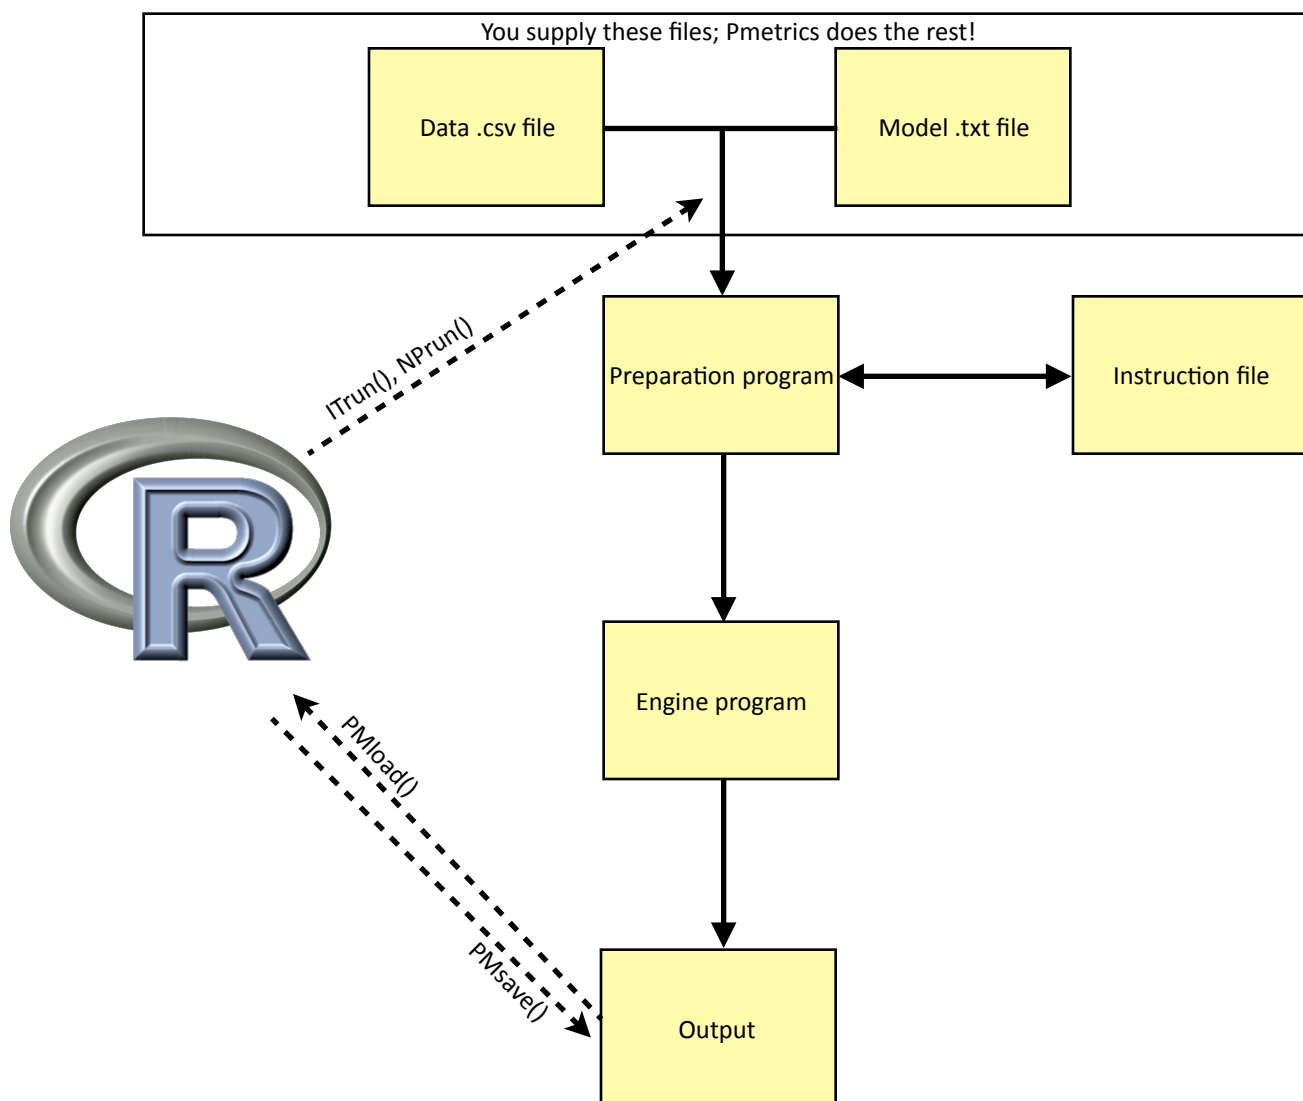 You supply these files; Pmetrics does the rest!
Data .csv file
Model .txt file
ITrun(), NPrun()
Preparation program
Instruction file
R
Engine program
PMload()
PMsave()
Output